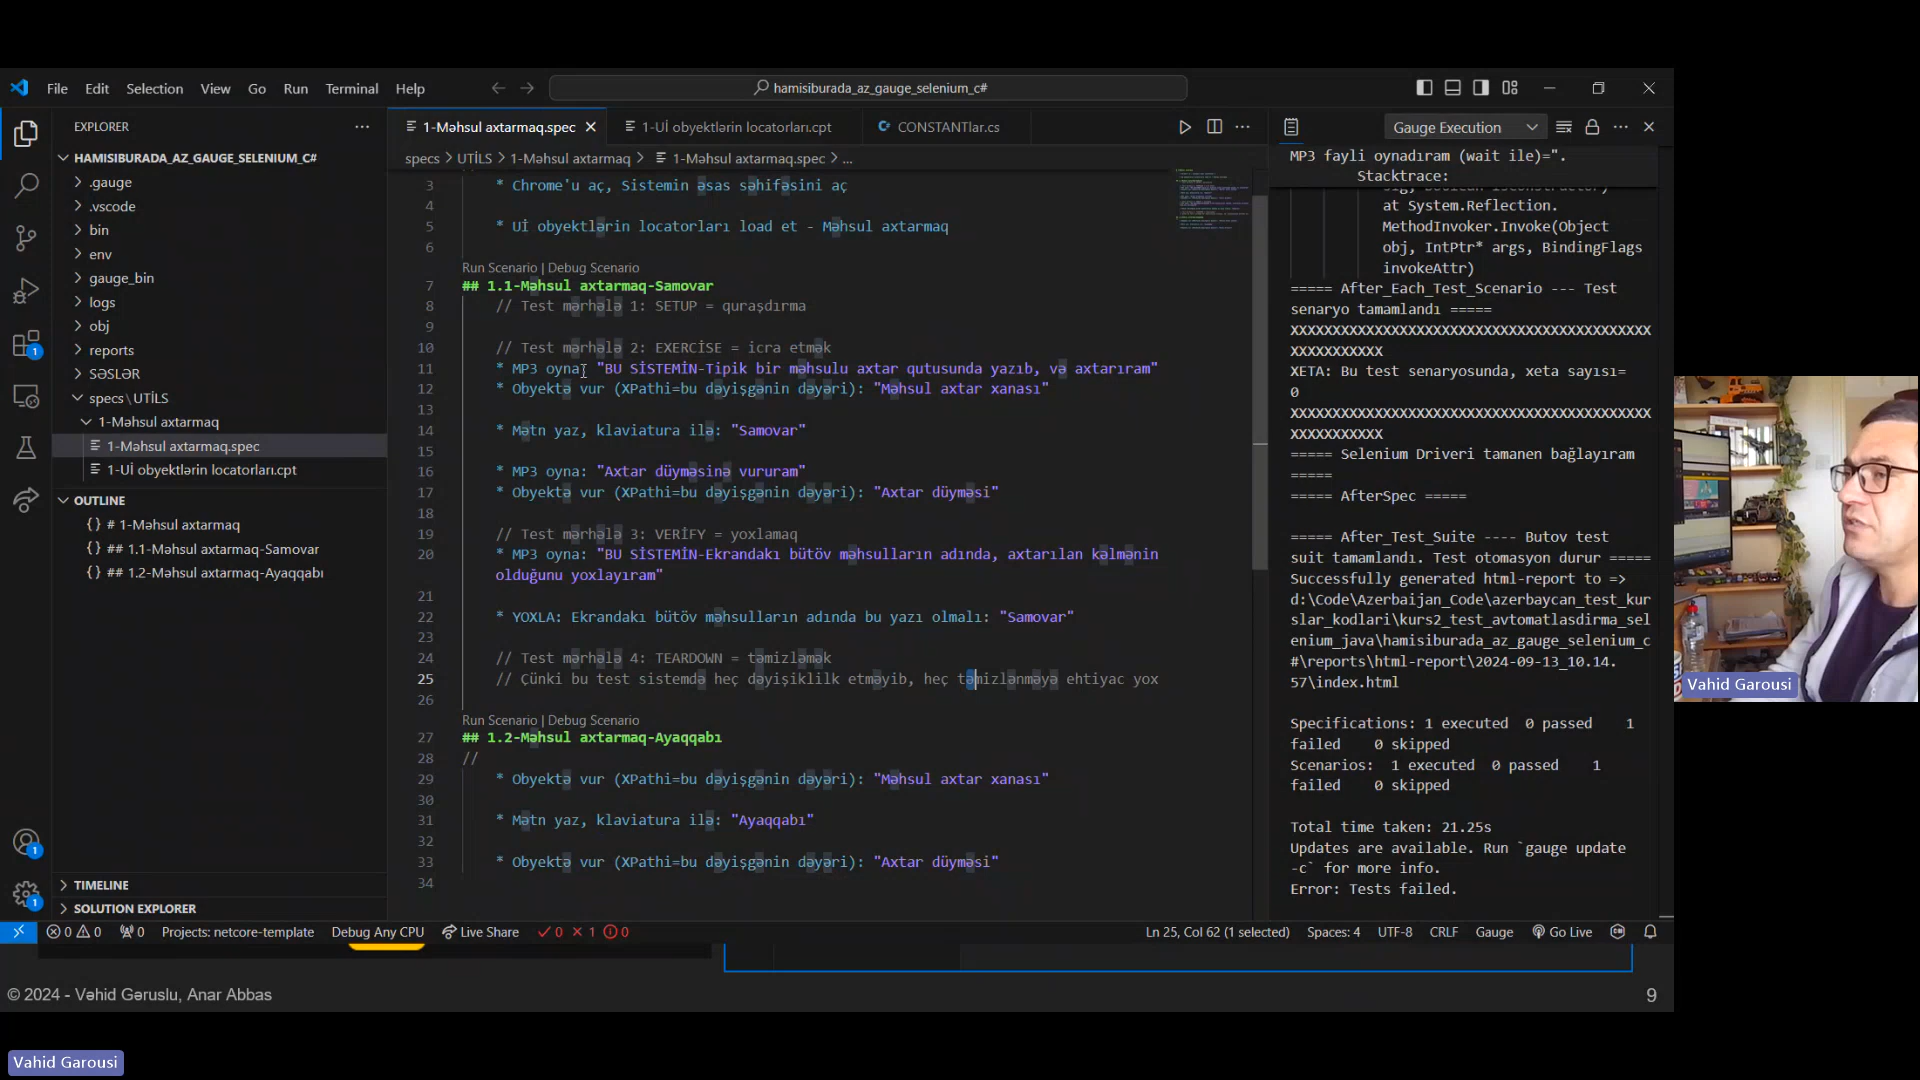 File Edit Selection View Go Run Terminal Help
hamisiburada_az_gauge_selenium_c#
EXPLORER
HAMISIBURADA_AZ_GAUGE_SELENIUM_C#
.gauge
.vscode
bin
env
gauge_bin
logs
obj
reports
SƏSLƏR
specs\UTİLS
1-Məhsul axtarmaq
1-Məhsul axtarmaq.spec
1-Uİ obyektlərin locatorları.cpt
OUTLINE
# 1-Məhsul axtarmaq
## 1.1-Məhsul axtarmaq-Samovar
## 1.2-Məhsul axtarmaq-Ayaqqabı
TIMELINE
SOLUTION EXPLORER
1-Məhsul axtarmaq.spec
1-Uİ obyektlərin locatorları.cpt
CONSTANTlar.cs
specs > UTİLS > 1-Məhsul axtarmaq > 1-Məhsul axtarmaq.spec > ...
3 * Chrome'u aç, Sistemin əsas səhifəsini aç
4
5 * Uİ obyektlərin locatorları load et - Məhsul axtarmaq
6
Run Scenario | Debug Scenario
7 ## 1.1-Məhsul axtarmaq-Samovar
8 // Test mərhələ 1: SETUP = quraşdırma
9
10 // Test mərhələ 2: EXERCİSE = icra etmək
11 * MP3 oyna: "BU SİSTEMİN-Tipik bir məhsulu axtar qutusunda yazıb, və axtarıram"
12 * Obyektə vur (XPathi=bu dəyişgənin dəyəri): "Məhsul axtar xanası"
13
14 * Mətn yaz, klaviatura ilə: "Samovar"
15
16 * MP3 oyna: "Axtar düyməsinə vururam"
17 * Obyektə vur (XPathi=bu dəyişgənin dəyəri): "Axtar düyməsi"
18
19 // Test mərhələ 3: VERİFY = yoxlamaq
20 * MP3 oyna: "BU SİSTEMİN-Ekrandakı bütöv məhsulların adında, axtarılan kəlmənin
olduğunu yoxlayıram"
21
22 * YOXLA: Ekrandakı bütöv məhsulların adında bu yazı olmalı: "Samovar"
23
24 // Test mərhələ 4: TEARDOWN = təmizləmək
25 // Çünki bu test sistemdə heç dəyişiklilk etməyib, heç təmizlənməyə ehtiyac yox
26
Run Scenario | Debug Scenario
27 ## 1.2-Məhsul axtarmaq-Ayaqqabı
28 //
29 * Obyektə vur (XPathi=bu dəyişgənin dəyəri): "Məhsul axtar xanası"
30
31 * Mətn yaz, klaviatura ilə: "Ayaqqabı"
32
33 * Obyektə vur (XPathi=bu dəyişgənin dəyəri): "Axtar düyməsi"
34
Gauge Execution
MP3 fayli oynadıram (wait ile)=".
Stacktrace:
at System.Reflection.
MethodInvoker.Invoke(Object
obj, IntPtr* args, BindingFlags
invokeAttr)
===== After_Each_Test_Scenario --- Test
senaryo tamamlandı =====
XXXXXXXXXXXXXXXXXXXXXXXXXXXXXXXXXXXXXXXXXXX
XXXXXXXXXXX
XETA: Bu test senaryosunda, xeta sayısı=
0
XXXXXXXXXXXXXXXXXXXXXXXXXXXXXXXXXXXXXXXXXXX
XXXXXXXXXXX
===== Selenium Driveri tamanen bağlayıram
=====
===== AfterSpec =====
===== After_Test_Suite ---- Butov test
suit tamamlandı. Test otomasyon durur =====
Successfully generated html-report to =>
d:\Code\Azerbaijan_Code\azerbaycan_test_kur
slar_kodlari\kurs2_test_avtomatlasdirma_sel
enium_java\hamisiburada_az_gauge_selenium_c
#\reports\html-report\2024-09-13_10.14.
57\index.html
Specifications: 1 executed 0 passed 1
failed 0 skipped
Scenarios: 1 executed 0 passed 1
failed 0 skipped
Total time taken: 21.25s
Updates are available. Run `gauge update
-c` for more info.
Error: Tests failed.
0 0 0 Projects: netcore-template Debug Any CPU Live Share 0 1 0 Ln 25, Col 62 (1 selected) Spaces: 4 UTF-8 CRLF Gauge Go Live
© 2024 - Vəhid Gəruslu, Anar Abbas
9
Vahid Garousi
Vahid Garousi